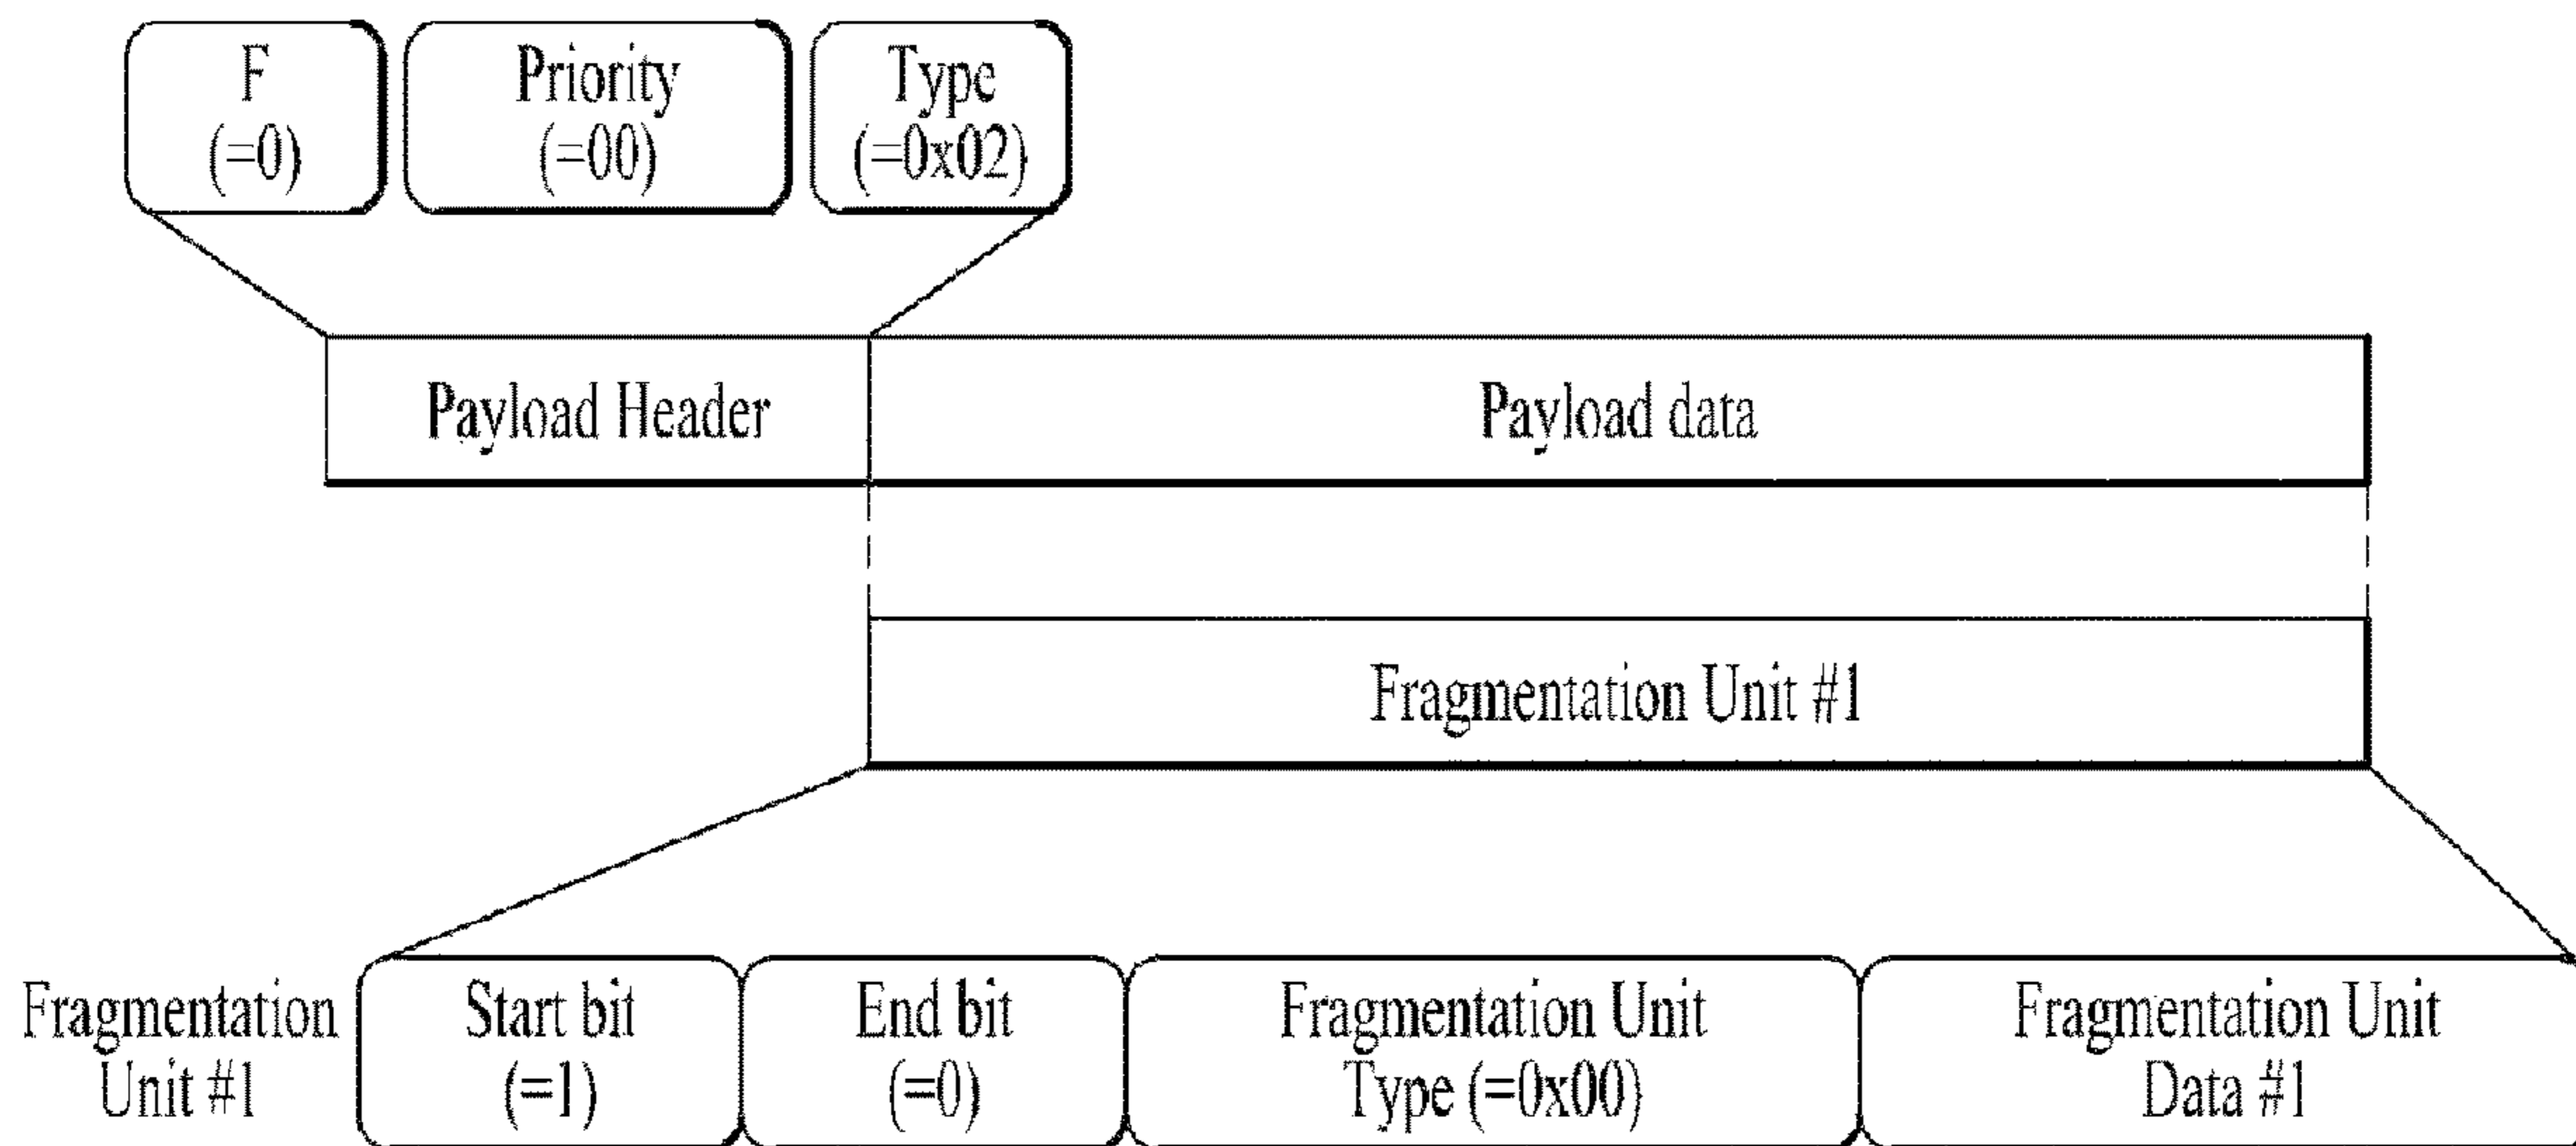 F
(=0)
Priority
(=00)
Type
(=0x02)
Payload Header
Payload data
Fragmentation Unit #1
Fragmentation
Unit #1
Start bit
(=1)
End bit
(=0)
Fragmentation Unit
Type (=0x00)
Fragmentation Unit
Data #1